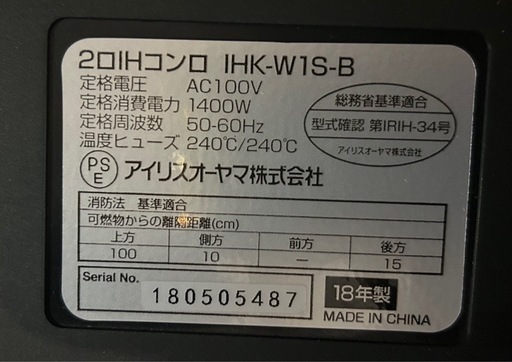 2口IHコンロ IHK-W1S-B
定格電圧 AC100V
定格消費電力 1400W
定格周波数 50-60Hz
温度ヒューズ 240℃/240℃
総務省基準適合
型式確認 第IRIH-34号
アイリスオーヤマ株式会社
PSE アイリスオーヤマ株式会社
消防法 基準適合
可燃物からの離隔距離(cm)
上方 側方 前方 後方
100 10 — 15
Serial No. 180505487
18年製
MADE IN CHINA